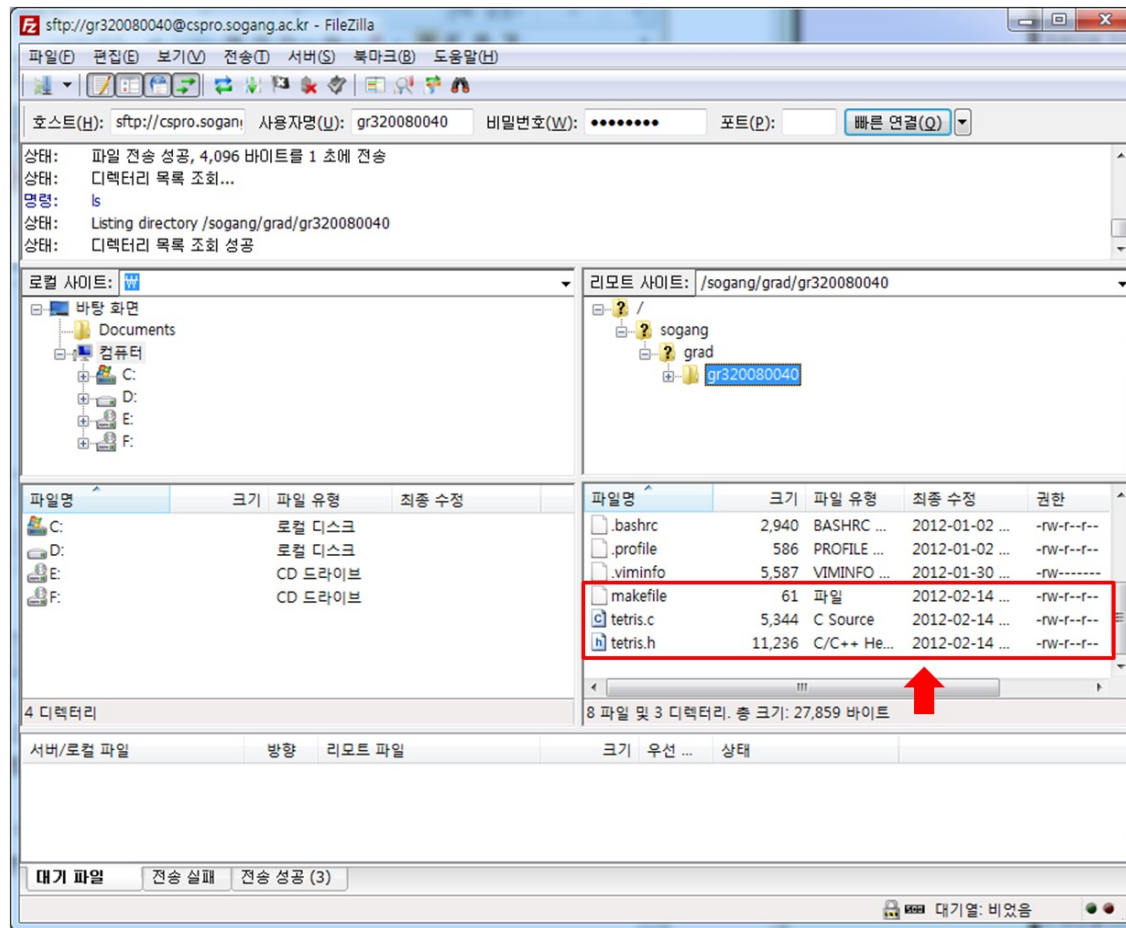 sftp://gr320080040@cspro.sogang.ac.kr - FileZilla
파일(F) 편집(E) 보기(V) 전송(T) 서버(S) 북마크(B) 도움말(H)
호스트(H): sftp://cspro.sogang 사용자명(U): gr320080040 비밀번호(W): ●●●●●●●● 포트(P): 빠른 연결(Q)
상태: 파일 전송 성공, 4,096 바이트를 1 초에 전송
상태: 디렉터리 목록 조회...
명령: ls
상태: Listing directory /sogang/grad/gr320080040
상태: 디렉터리 목록 조회 성공
로컬 사이트: ₩
바탕 화면
Documents
컴퓨터
C:
D:
E:
F:
리모트 사이트: /sogang/grad/gr320080040
/
sogang
grad
gr320080040
파일명 크기 파일 유형 최종 수정
C: 로컬 디스크
D: 로컬 디스크
E: CD 드라이브
F: CD 드라이브
4 디렉터리
파일명 크기 파일 유형 최종 수정 권한
.bashrc 2,940 BASHRC ... 2012-01-02 ... -rw-r--r--
.profile 586 PROFILE ... 2012-01-02 ... -rw-r--r--
.viminfo 5,587 VIMINFO ... 2012-01-30 ... -rw-------
makefile 61 파일 2012-02-14 ... -rw-r--r--
tetris.c 5,344 C Source 2012-02-14 ... -rw-r--r--
tetris.h 11,236 C/C++ He... 2012-02-14 ... -rw-r--r--
8 파일 및 3 디렉터리. 총 크기: 27,859 바이트
서버/로컬 파일 방향 리모트 파일 크기 우선 ... 상태
대기 파일 전송 실패 전송 성공 (3)
대기열: 비었음